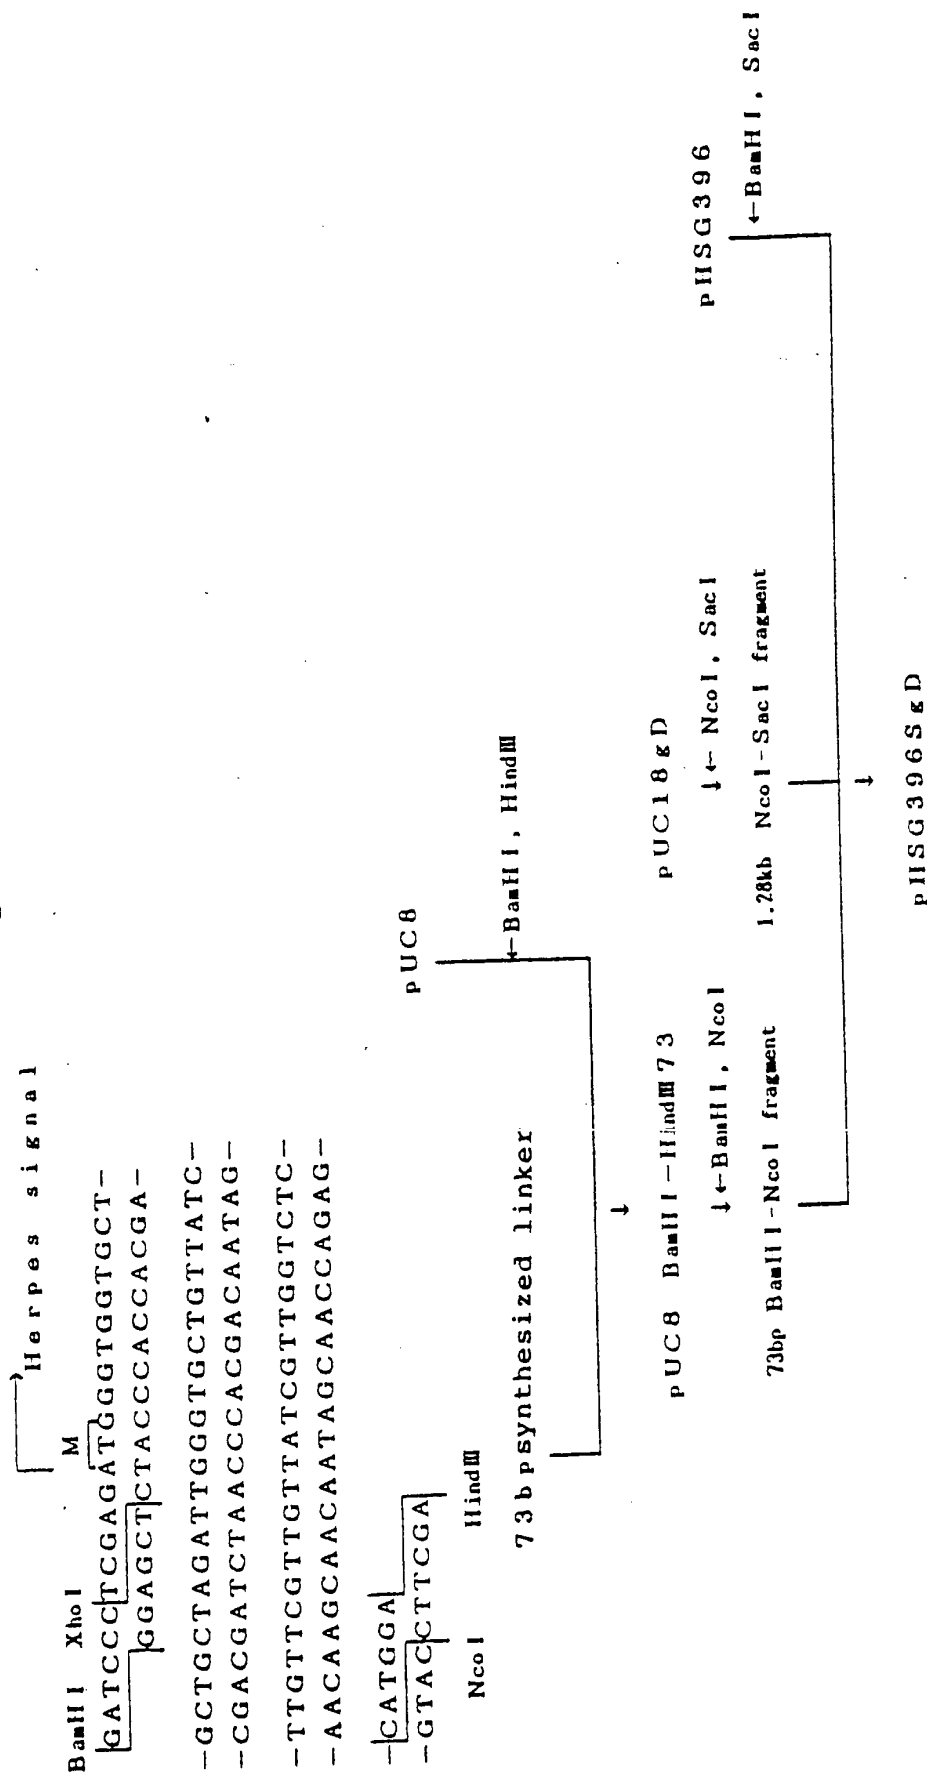 Herpes signal
BamHI XhoI M
GATCCCTCGAGATGGGTGGTGCT-
GGAGCTCTACCCACCACGA-
-GCTGCTAGATTGGGTGCTGTTATC-
-CGACGATCTAACCCACGACAATAG-
-TTGTTCGTTGTTATCGTTGGTCTC-
-AACAAGCAACAATAGCAACCAGAG-
-CATGGA
-GTACCTTCGA
NcoI HindIII
73bp synthesized linker
pUC8
←BamHI, HindIII
↓
pUC8 BamHI-HindIII73
↓←BamHI, NcoI
73bp BamHI-NcoI fragment
pUC18gD
↓← NcoI, SacI
1.28kb NcoI-SacI fragment
pHSG396
←BamHI, SacI
↓
pHSG396SgD